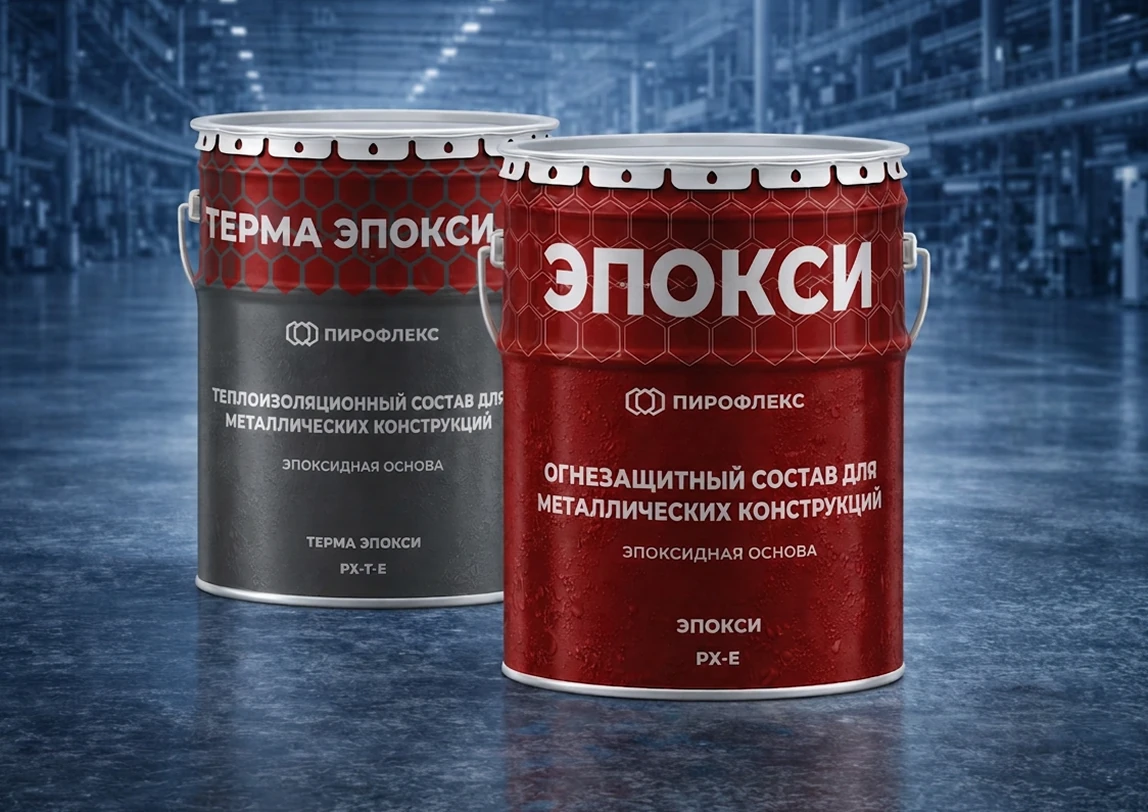 ТЕРМА ЭПОКСИ
ПИРОФЛЕКС
ТЕПЛОИЗОЛЯЦИОННЫЙ СОСТАВ ДЛЯ
МЕТАЛЛИЧЕСКИХ КОНСТРУКЦИЙ
ЭПОКСИДНАЯ ОСНОВА
ТЕРМА ЭПОКСИ
PX-T-E
ЭПОКСИ
ПИРОФЛЕКС
ОГНЕЗАЩИТНЫЙ СОСТАВ ДЛЯ
МЕТАЛЛИЧЕСКИХ КОНСТРУКЦИЙ
ЭПОКСИДНАЯ ОСНОВА
ЭПОКСИ
PX-E